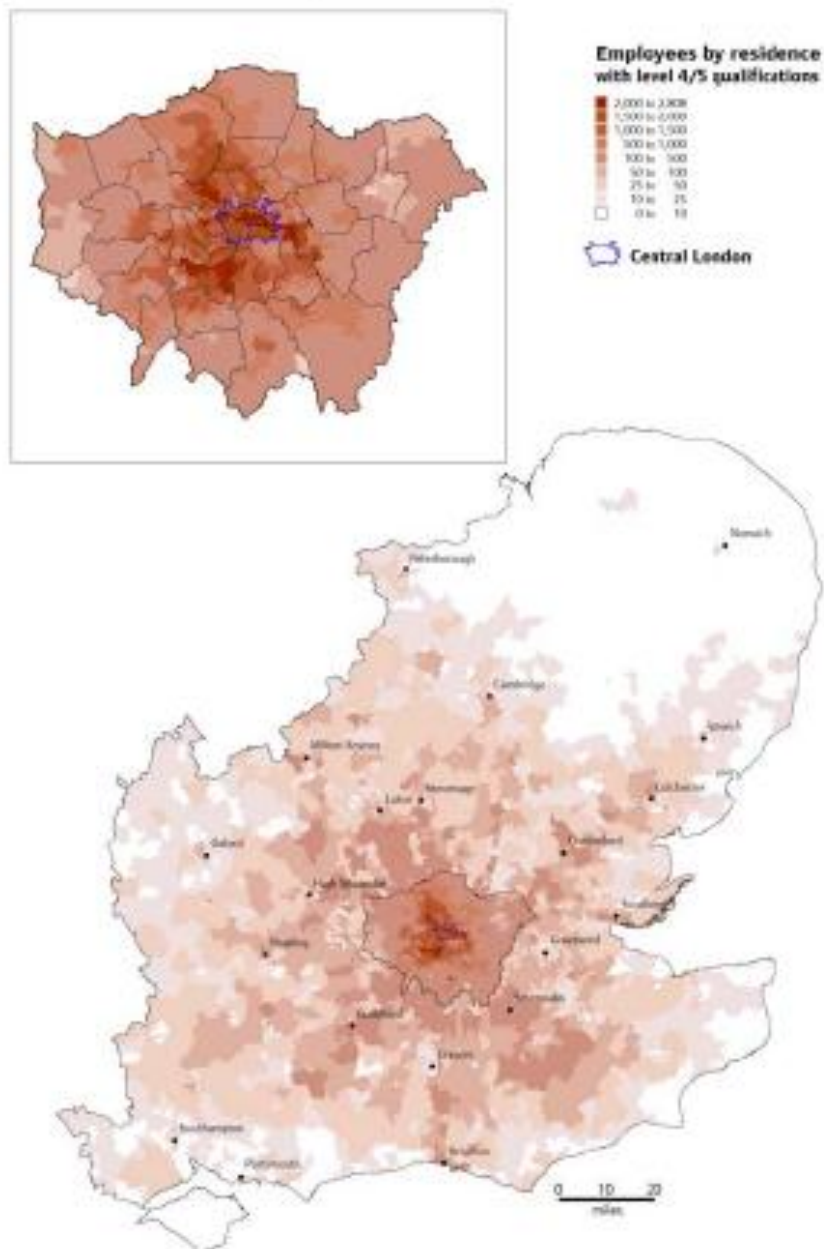 Employees by residence
with level 4/5 qualifications
2,000 to 2,808
1,500 to 2,000
1,000 to 1,500
500 to 1,000
100 to 500
50 to 100
25 to 50
10 to 25
0 to 10
Central London
Norwich
Peterborough
Cambridge
Ipswich
Milton Keynes
Colchester
Luton
Stevenage
Chelmsford
Oxford
High Wycombe
Southend
Reading
Gravesend
Sevenoaks
Guildford
Crawley
Southampton
Brighton
Portsmouth
0 10 20
miles